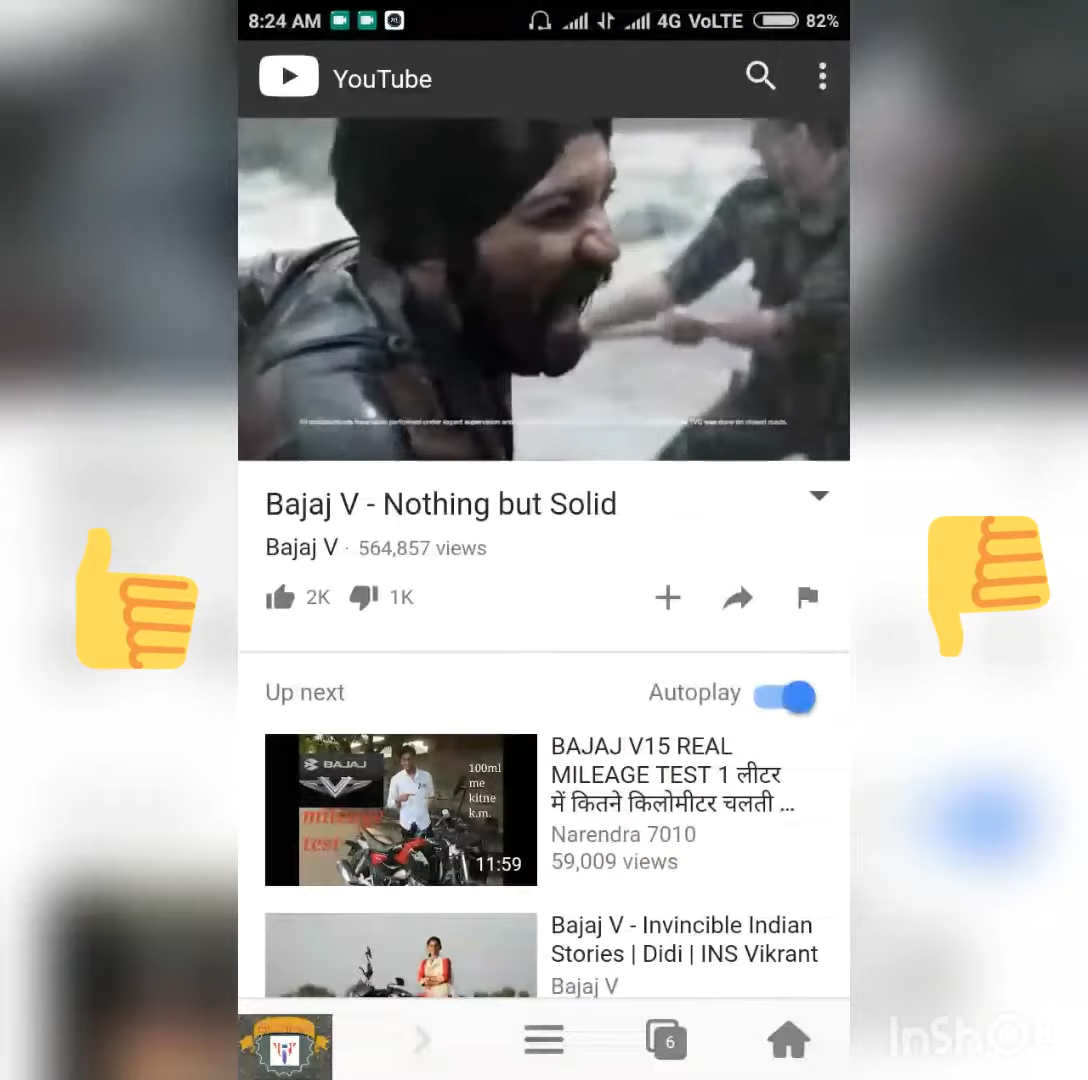 8:24 AM 4G VoLTE 82%
YouTube
Bajaj V - Nothing but Solid
Bajaj V · 564,857 views
2K 1K
Up next Autoplay
BAJAJ
100ml
me
kitne
k.m.
mileage
test
11:59
BAJAJ V15 REAL
MILEAGE TEST 1 लीटर
में कितने किलोमीटर चलती ...
Narendra 7010
59,009 views
Bajaj V - Invincible Indian
Stories | Didi | INS Vikrant
Bajaj V
6
InShOt